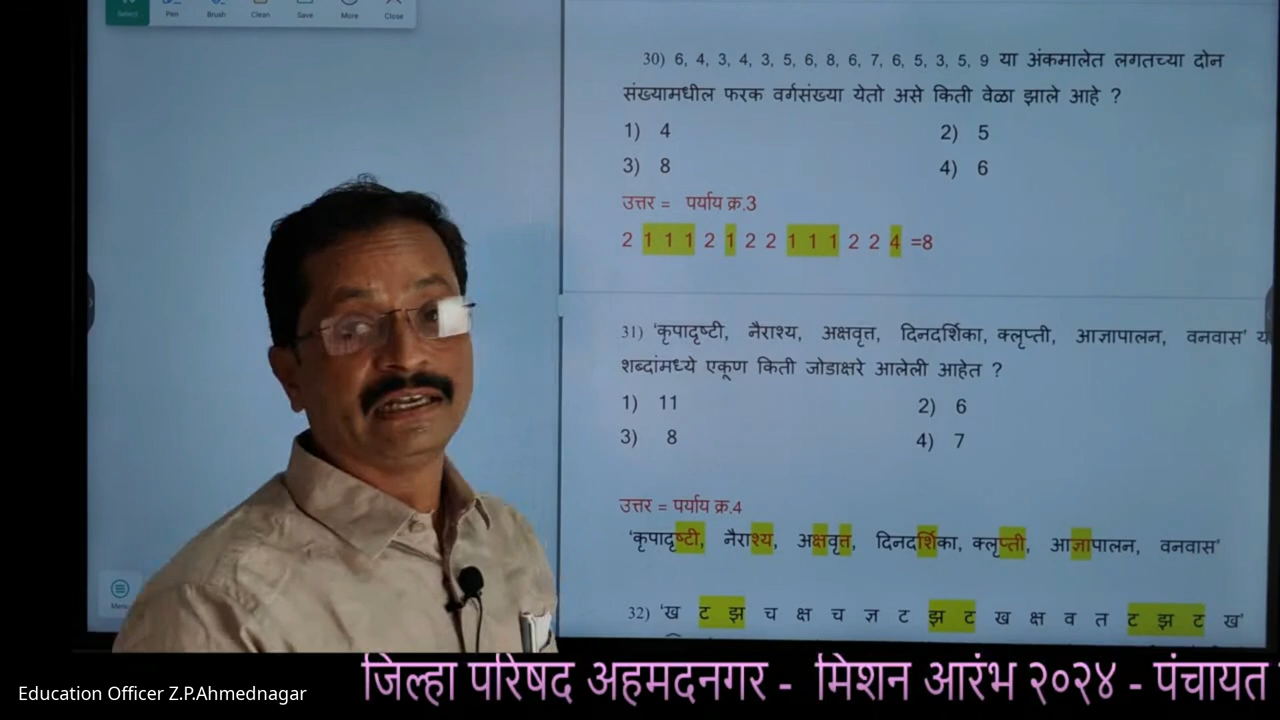 Select Pen Brush Clean Save More Close
30) 6, 4, 3, 4, 3, 5, 6, 8, 6, 7, 6, 5, 3, 5, 9 या अंकमालेत लगतच्या दोन
संख्यामधील फरक वर्गसंख्या येतो असे किती वेळा झाले आहे ?
1) 4 2) 5
3) 8 4) 6
उत्तर = पर्याय क्र.3
2 1 1 1 2 1 2 2 1 1 1 2 2 4 =8
31) 'कृपादृष्टी, नैराश्य, अक्षवृत्त, दिनदर्शिका, क्लृप्ती, आज्ञापालन, वनवास'
शब्दांमध्ये एकूण किती जोडाक्षरे आलेली आहेत ?
1) 11 2) 6
3) 8 4) 7
उत्तर = पर्याय क्र.4
'कृपादृष्टी, नैराश्य, अक्षवृत्त, दिनदर्शिका, क्लृप्ती, आज्ञापालन, वनवास'
32) 'ख ट झ च क्ष च ज्ञ ट झ ट ख क्ष व त ट झ ट ख'
Menu
Education Officer Z.P.Ahmednagar
जिल्हा परिषद अहमदनगर - मिशन आरंभ २०२४ - पंचायत